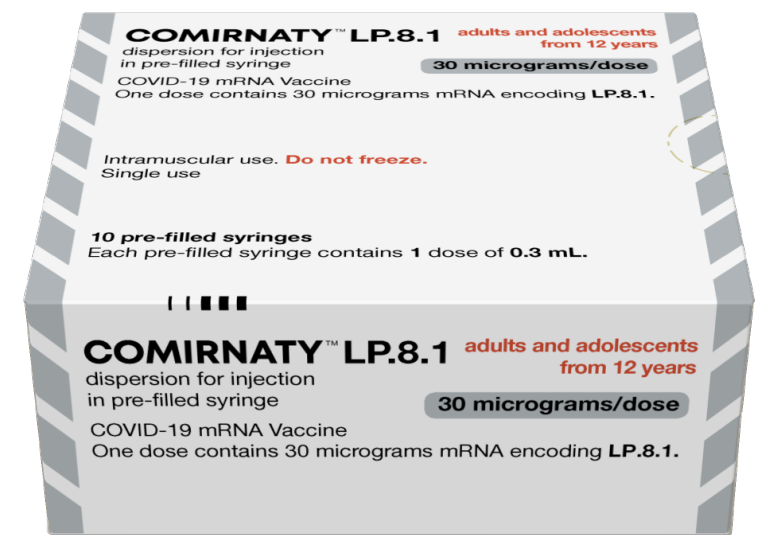 COMIRNATY™ LP.8.1
adults and adolescents
from 12 years
dispersion for injection
in pre-filled syringe
30 micrograms/dose
COVID-19 mRNA Vaccine
One dose contains 30 micrograms mRNA encoding LP.8.1.
Intramuscular use. Do not freeze.
Single use
10 pre-filled syringes
Each pre-filled syringe contains 1 dose of 0.3 mL.
COMIRNATY™ LP.8.1
adults and adolescents
from 12 years
dispersion for injection
in pre-filled syringe
30 micrograms/dose
COVID-19 mRNA Vaccine
One dose contains 30 micrograms mRNA encoding LP.8.1.